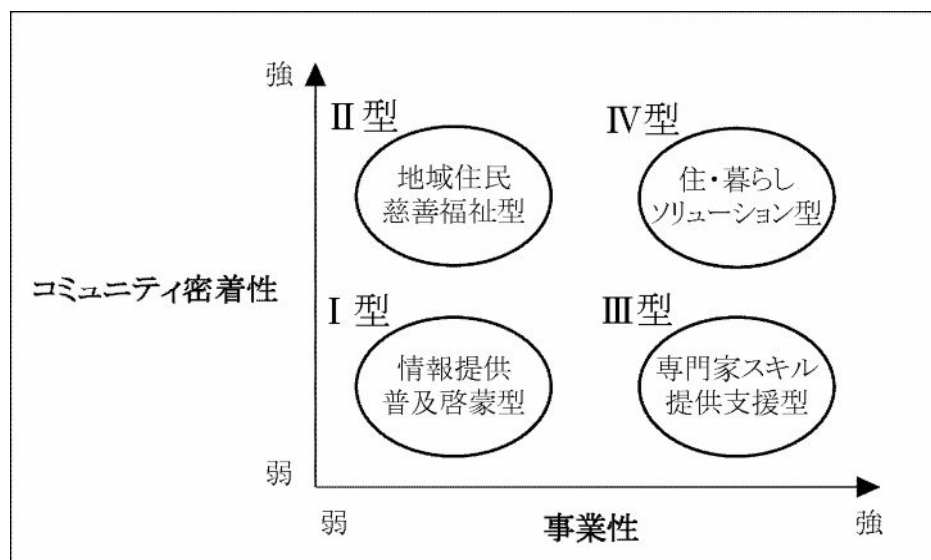 強
Ⅱ型
Ⅳ型
地域住民
慈善福祉型
住・暮らし
ソリューション型
コミュニティ密着性
Ⅰ型
Ⅲ型
情報提供
普及啓蒙型
専門家スキル
提供支援型
弱
弱
事業性
強